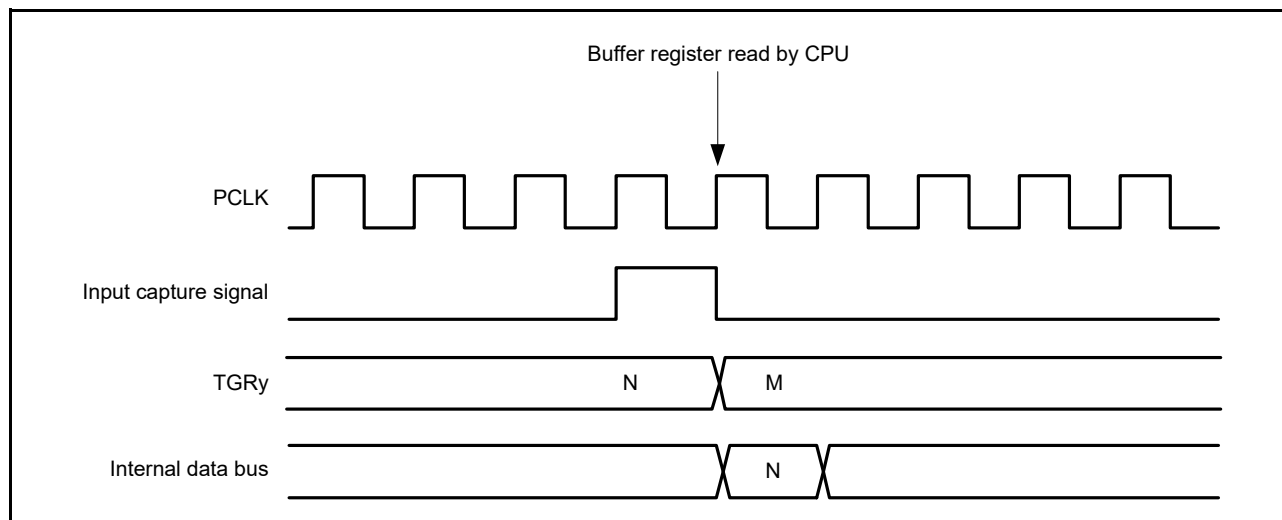 Buffer register read by CPU
PCLK
Input capture signal
TGRy
N
M
Internal data bus
N